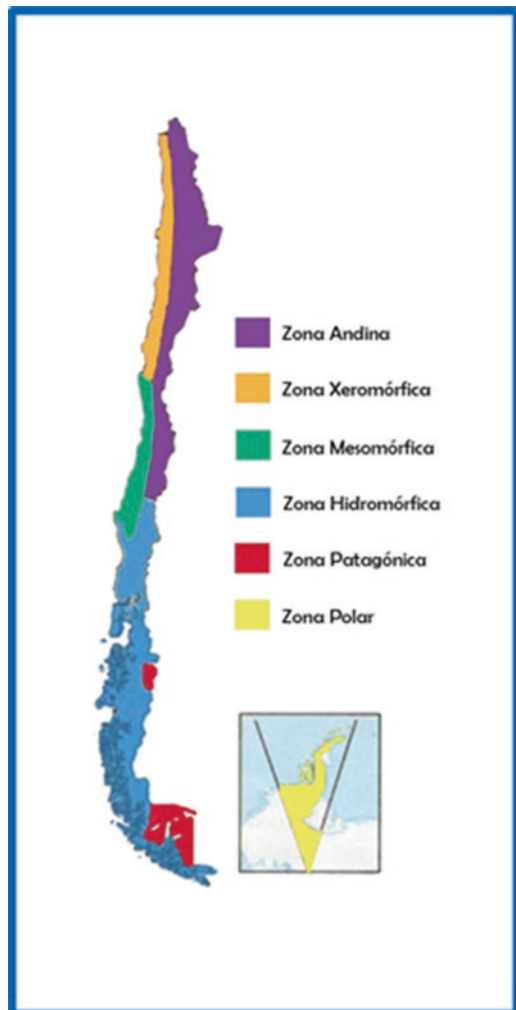 Zona Andina
Zona Xeromórfica
Zona Mesomórfica
Zona Hidromórfica
Zona Patagónica
Zona Polar